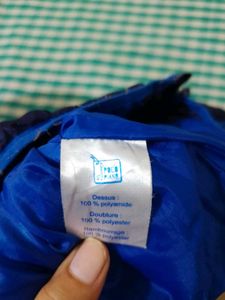 Dessus :
100 % polyamide
Doublure :
100 % polyester
Rembourrage :
100 % polyester